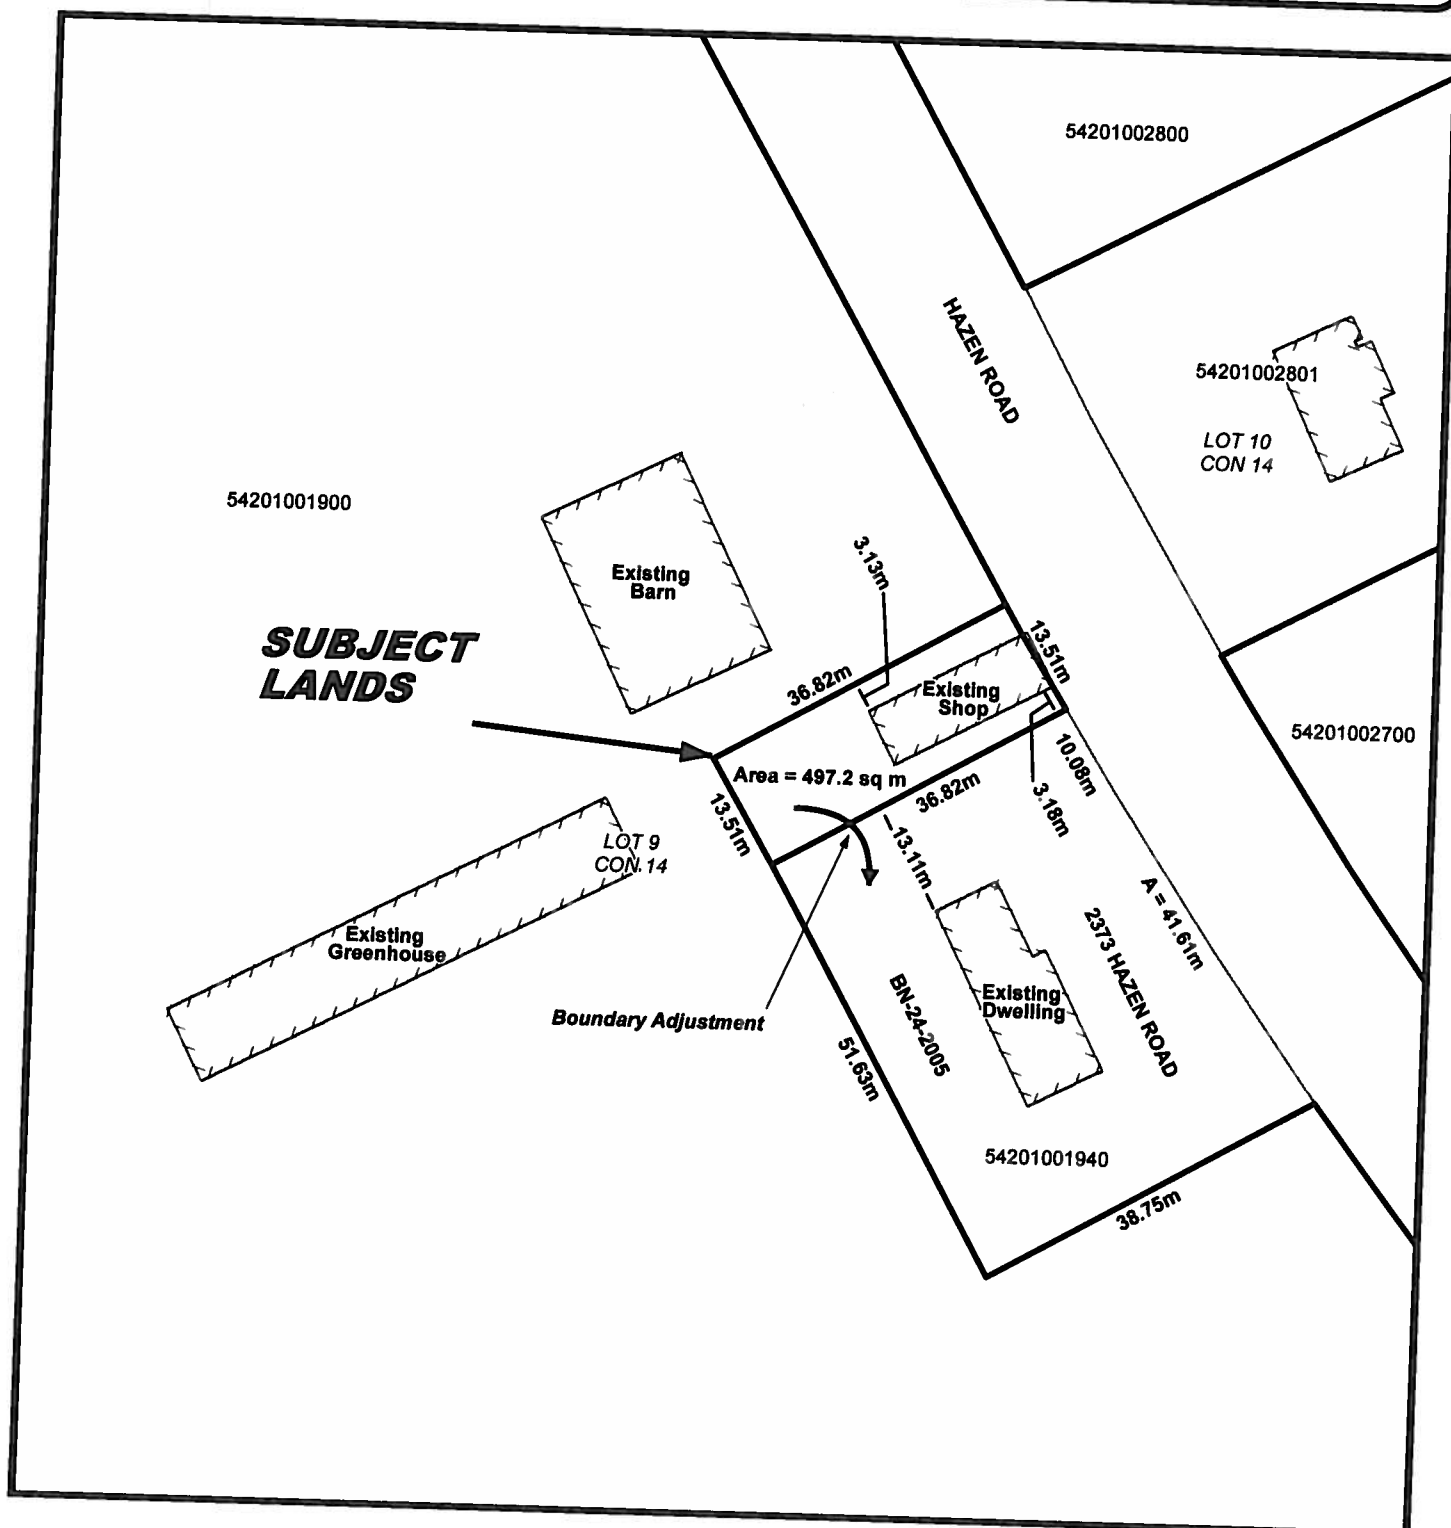 54201002800
HAZEN ROAD
54201002801
LOT 10
CON 14
54201001900
Existing
Barn
3.13m
SUBJECT
LANDS
36.82m
13.51m
Existing
Shop
54201002700
Area = 497.2 sq m
36.82m
10.08m
3.18m
13.51m
LOT 9
CON 14
13.11m
A = 41.61m
Existing
Greenhouse
2373 HAZEN ROAD
BN-24-2005
Existing
Dwelling
Boundary Adjustment
51.63m
54201001940
38.75m